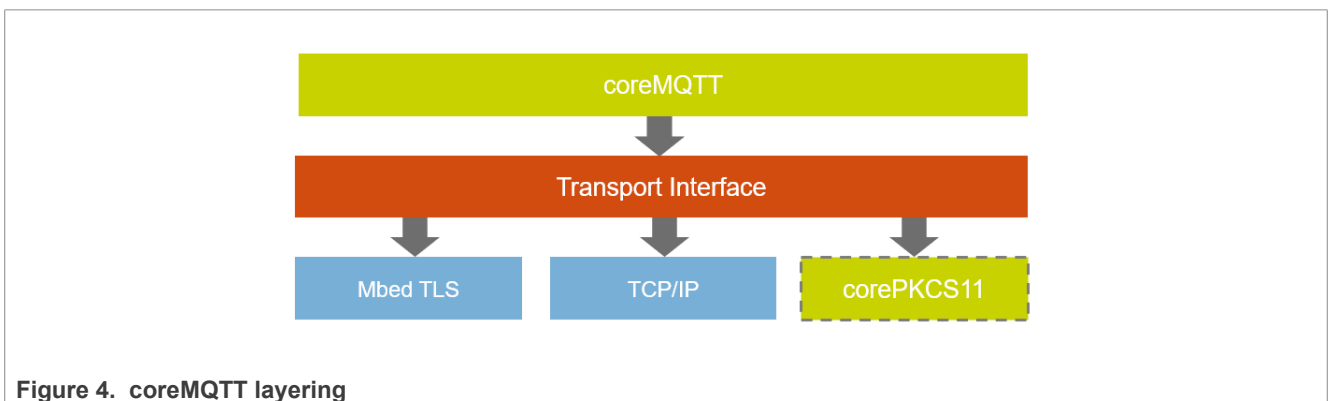 coreMQTT
Transport Interface
Mbed TLS
TCP/IP
corePKCS11
Figure 4. coreMQTT layering